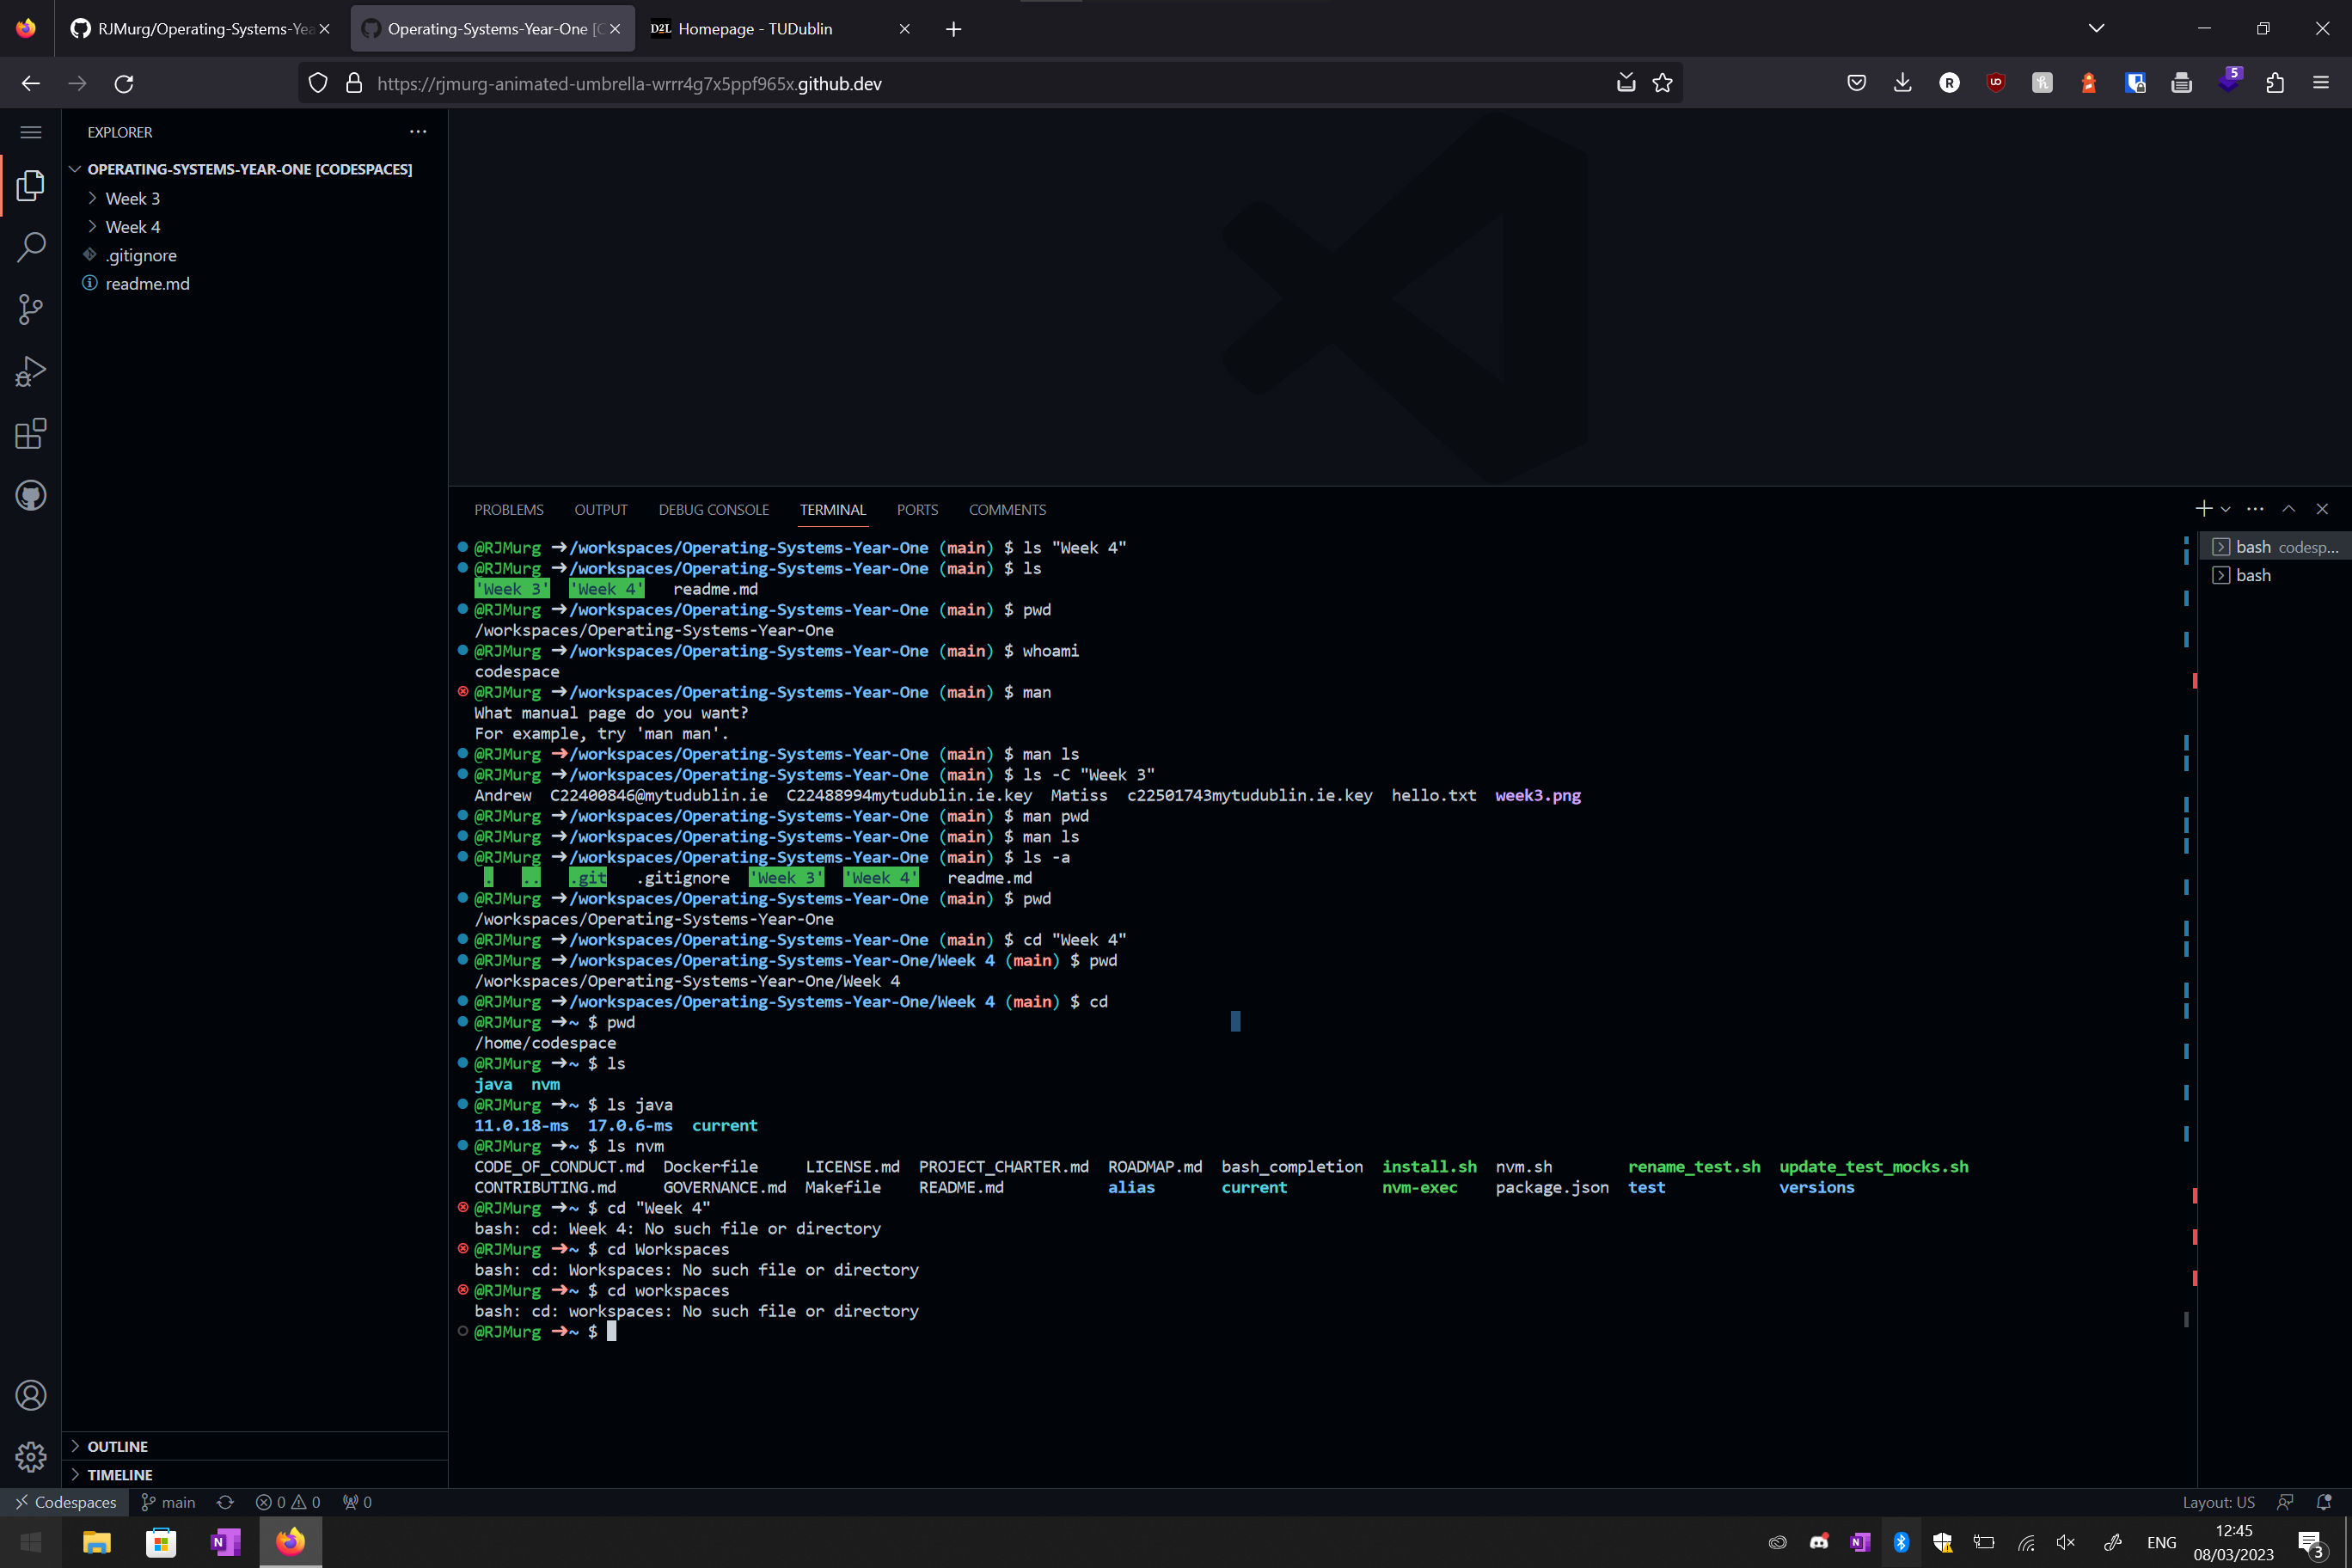 RJMurg/Operating-Systems-Yea
Operating-Systems-Year-One [C
D2L Homepage - TUDublin
https://rjmurg-animated-umbrella-wrrr4g7x5ppf965x.github.dev
R
5
EXPLORER
OPERATING-SYSTEMS-YEAR-ONE [CODESPACES]
Week 3
Week 4
.gitignore
readme.md
PROBLEMS OUTPUT DEBUG CONSOLE TERMINAL PORTS COMMENTS
bash codesp...
bash
@RJMurg ➜/workspaces/Operating-Systems-Year-One (main) $ ls "Week 4"
@RJMurg ➜/workspaces/Operating-Systems-Year-One (main) $ ls
'Week 3' 'Week 4' readme.md
@RJMurg ➜/workspaces/Operating-Systems-Year-One (main) $ pwd
/workspaces/Operating-Systems-Year-One
@RJMurg ➜/workspaces/Operating-Systems-Year-One (main) $ whoami
codespace
@RJMurg ➜/workspaces/Operating-Systems-Year-One (main) $ man
What manual page do you want?
For example, try 'man man'.
@RJMurg ➜/workspaces/Operating-Systems-Year-One (main) $ man ls
@RJMurg ➜/workspaces/Operating-Systems-Year-One (main) $ ls -C "Week 3"
Andrew C22400846@mytudublin.ie C22488994mytudublin.ie.key Matiss c22501743mytudublin.ie.key hello.txt week3.png
@RJMurg ➜/workspaces/Operating-Systems-Year-One (main) $ man pwd
@RJMurg ➜/workspaces/Operating-Systems-Year-One (main) $ man ls
@RJMurg ➜/workspaces/Operating-Systems-Year-One (main) $ ls -a
. .. .git .gitignore 'Week 3' 'Week 4' readme.md
@RJMurg ➜/workspaces/Operating-Systems-Year-One (main) $ pwd
/workspaces/Operating-Systems-Year-One
@RJMurg ➜/workspaces/Operating-Systems-Year-One (main) $ cd "Week 4"
@RJMurg ➜/workspaces/Operating-Systems-Year-One/Week 4 (main) $ pwd
/workspaces/Operating-Systems-Year-One/Week 4
@RJMurg ➜/workspaces/Operating-Systems-Year-One/Week 4 (main) $ cd
@RJMurg ➜~ $ pwd
/home/codespace
@RJMurg ➜~ $ ls
java nvm
@RJMurg ➜~ $ ls java
11.0.18-ms 17.0.6-ms current
@RJMurg ➜~ $ ls nvm
CODE_OF_CONDUCT.md Dockerfile LICENSE.md PROJECT_CHARTER.md ROADMAP.md bash_completion install.sh nvm.sh rename_test.sh update_test_mocks.sh
CONTRIBUTING.md GOVERNANCE.md Makefile README.md alias current nvm-exec package.json test versions
@RJMurg ➜~ $ cd "Week 4"
bash: cd: Week 4: No such file or directory
@RJMurg ➜~ $ cd Workspaces
bash: cd: Workspaces: No such file or directory
@RJMurg ➜~ $ cd workspaces
bash: cd: workspaces: No such file or directory
@RJMurg ➜~ $
OUTLINE
TIMELINE
Codespaces main 0 0 0
Layout: US
ENG
12:45
08/03/2023
3